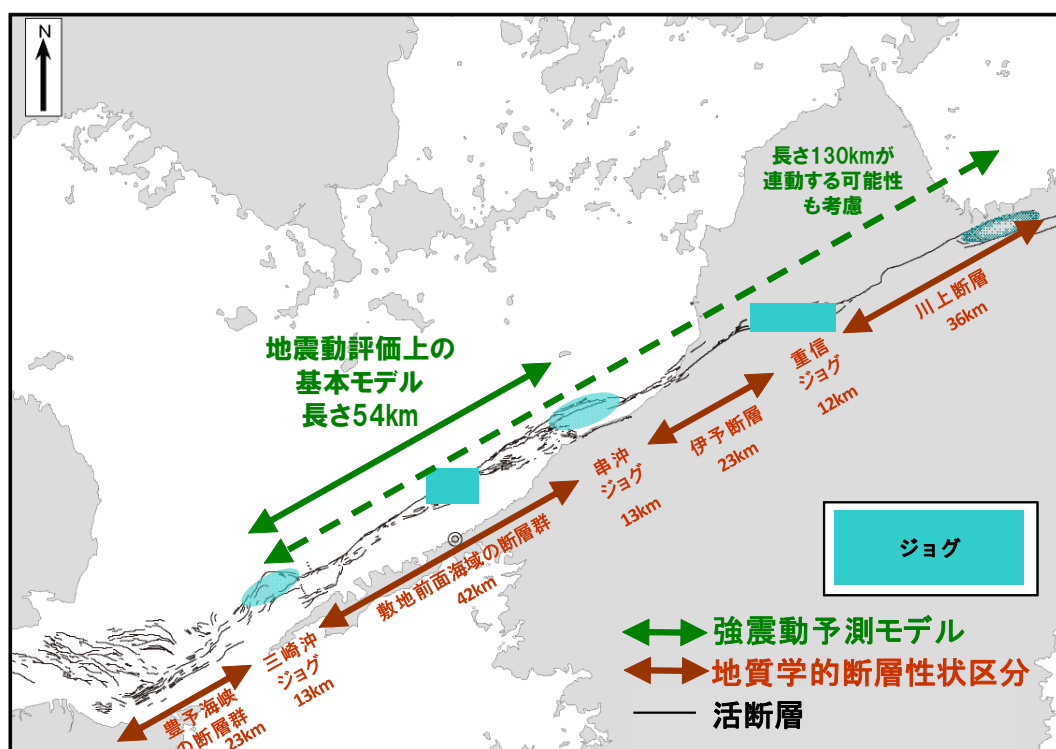 N
長さ130kmが
連動する可能性
も考慮
地震動評価上の
基本モデル
長さ54km
川上断層
36km
重信
ジョグ
12km
伊予断層
23km
串沖
ジョグ
13km
敷地前面海域の断層群
42km
三崎沖
ジョグ
13km
豊予海峡
の断層群
23km
ジョグ
強震動予測モデル
地質学的断層性状区分
活断層